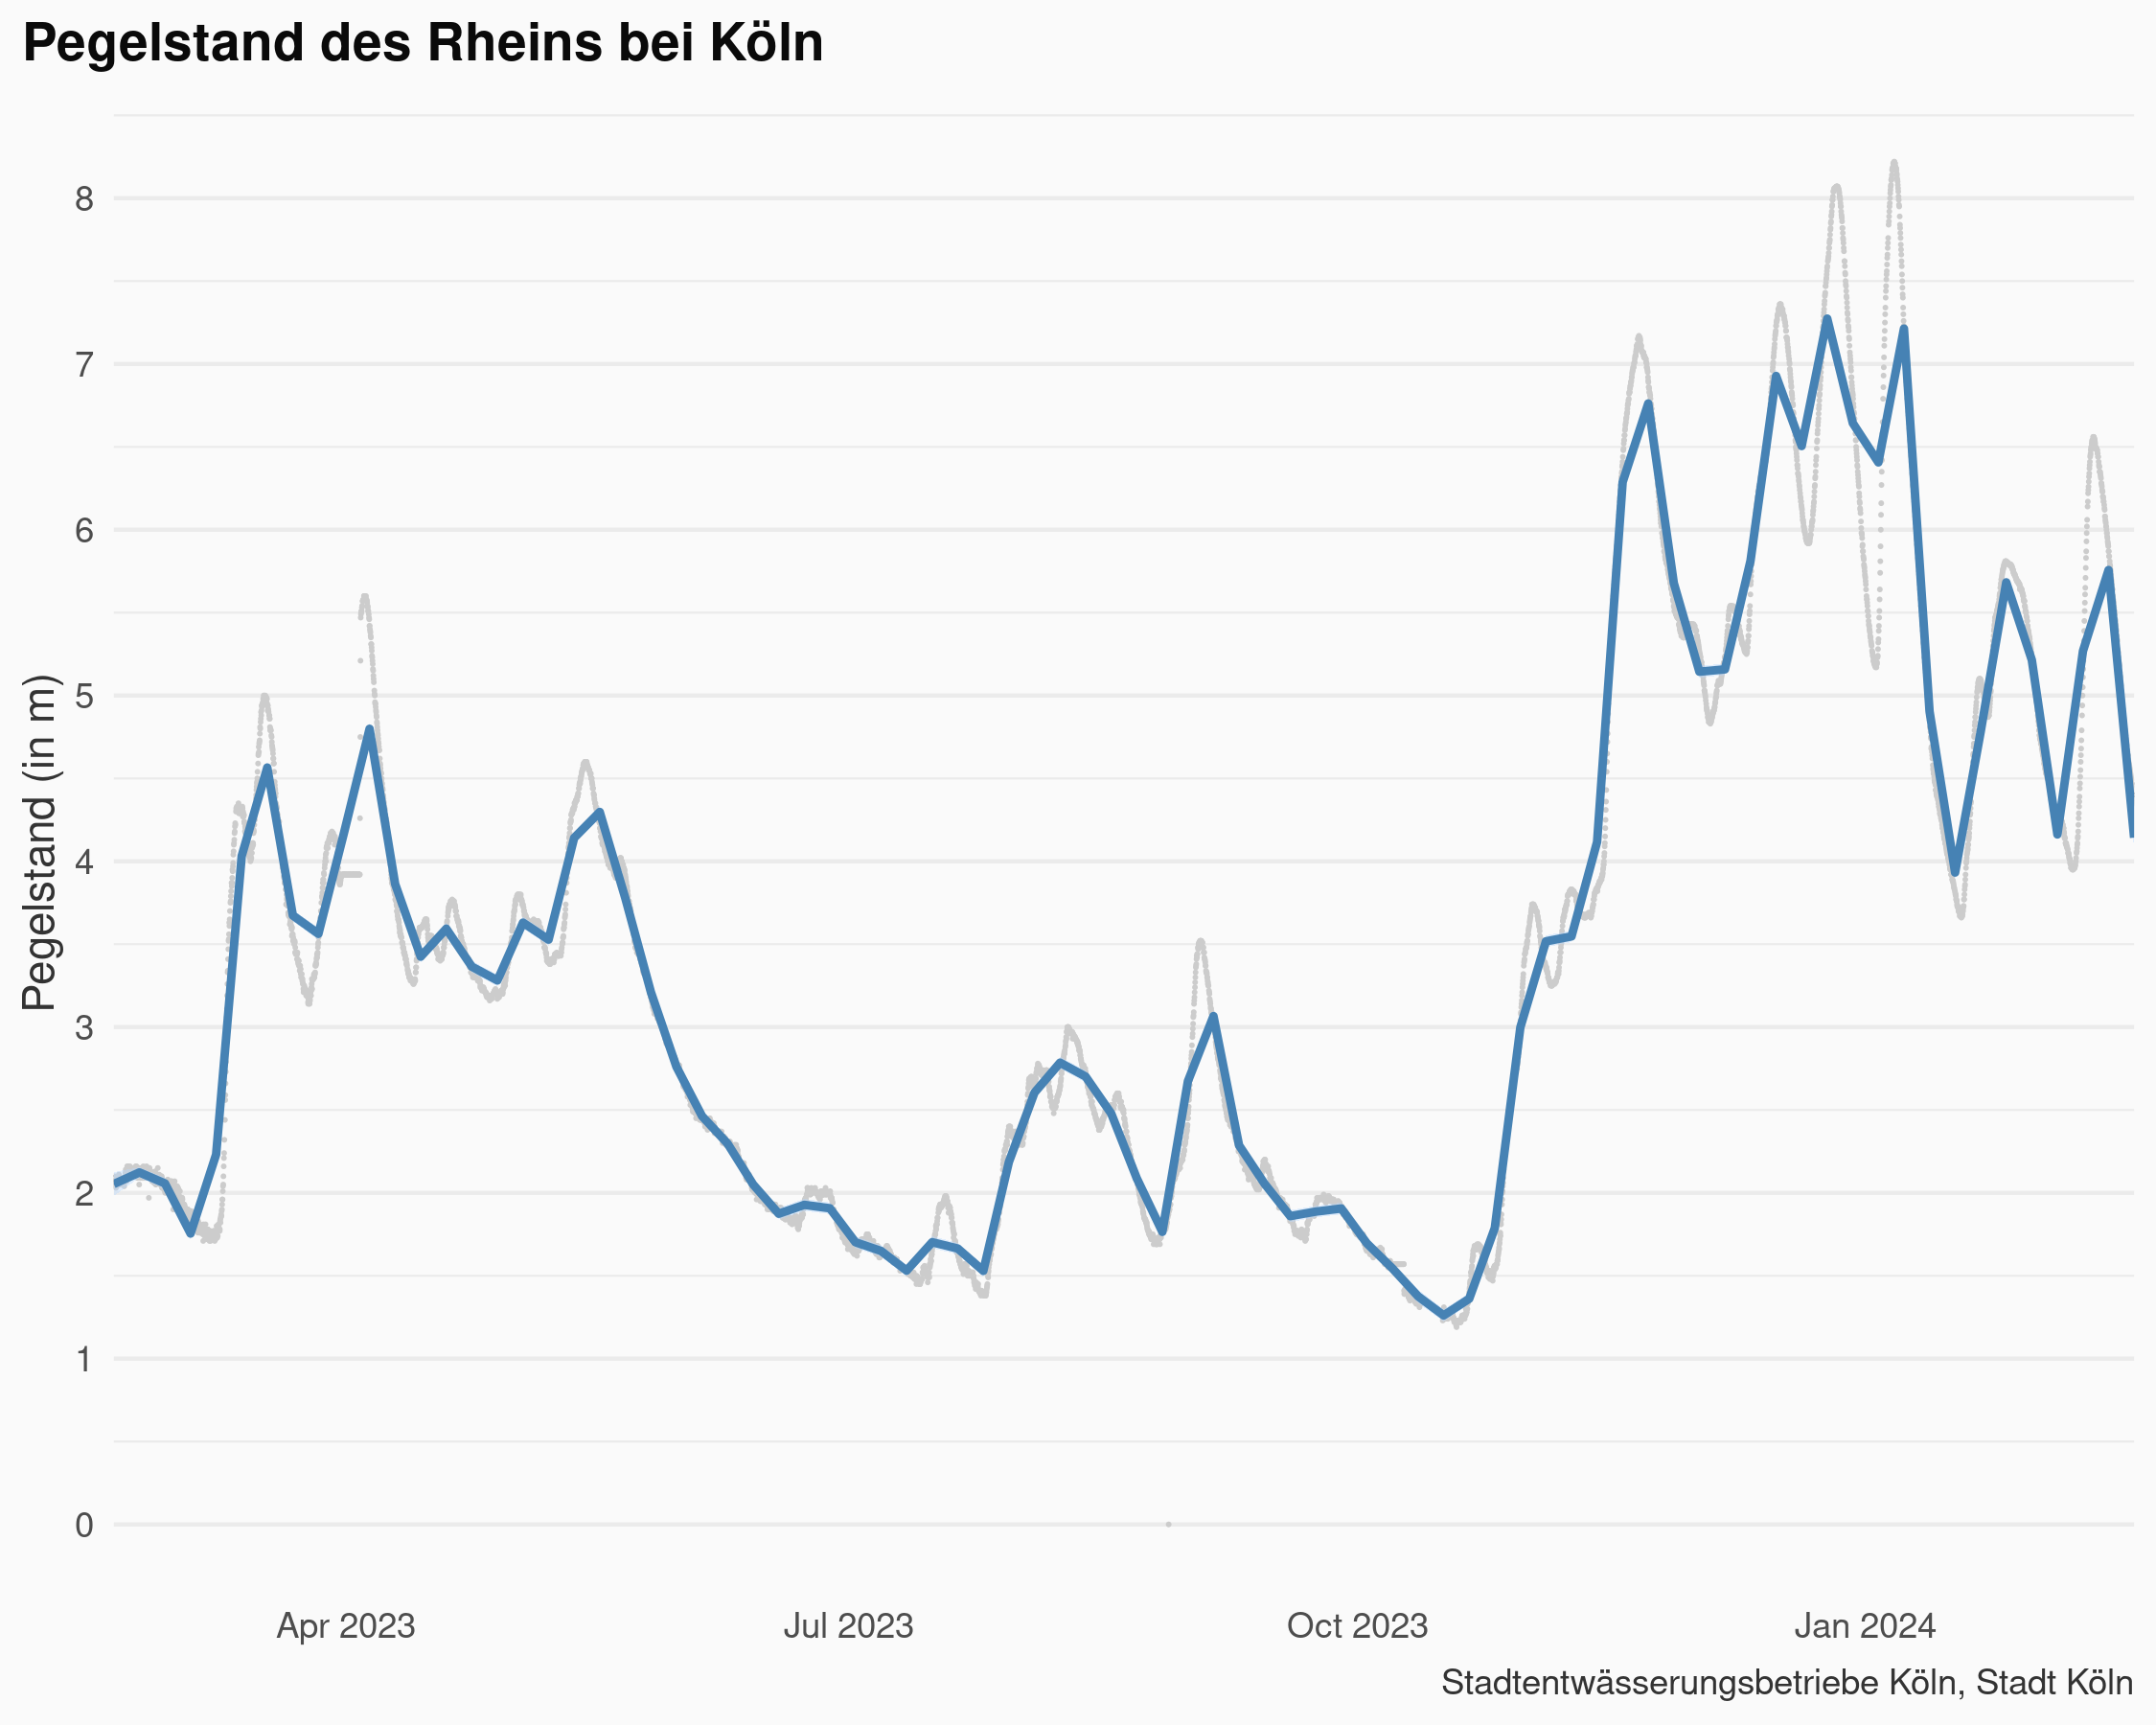 Pegelstand des Rheins bei Köln
Pegelstand (in m)
8
7
6
5
4
3
2
1
0
Apr 2023
Jul 2023
Oct 2023
Jan 2024
Stadtentwässerungsbetriebe Köln, Stadt Köln